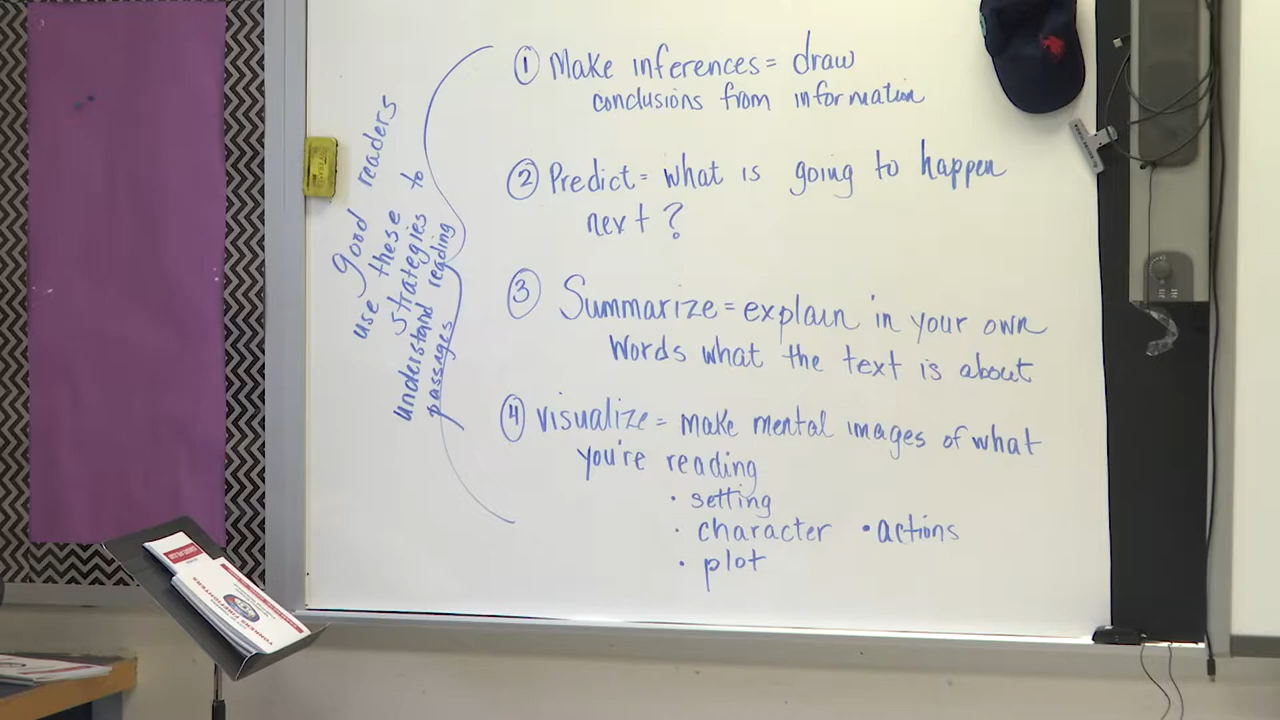 good readers
use these
strategies to
understand reading
passages
① Make inferences = draw
conclusions from information
② Predict = what is going to happen
next ?
③ Summarize = explain in your own
words what the text is about
④ visualize = make mental images of what
you're reading
• setting
• character • actions
• plot